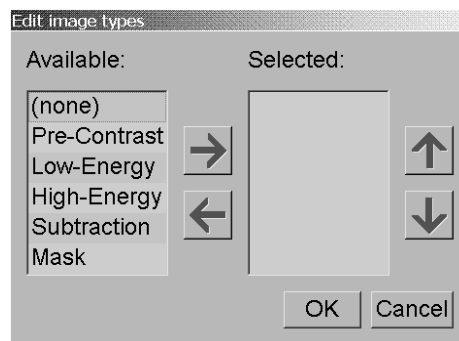 Edit image types
Available:
Selected:
(none)
Pre-Contrast
Low-Energy
High-Energy
Subtraction
Mask
OK
Cancel